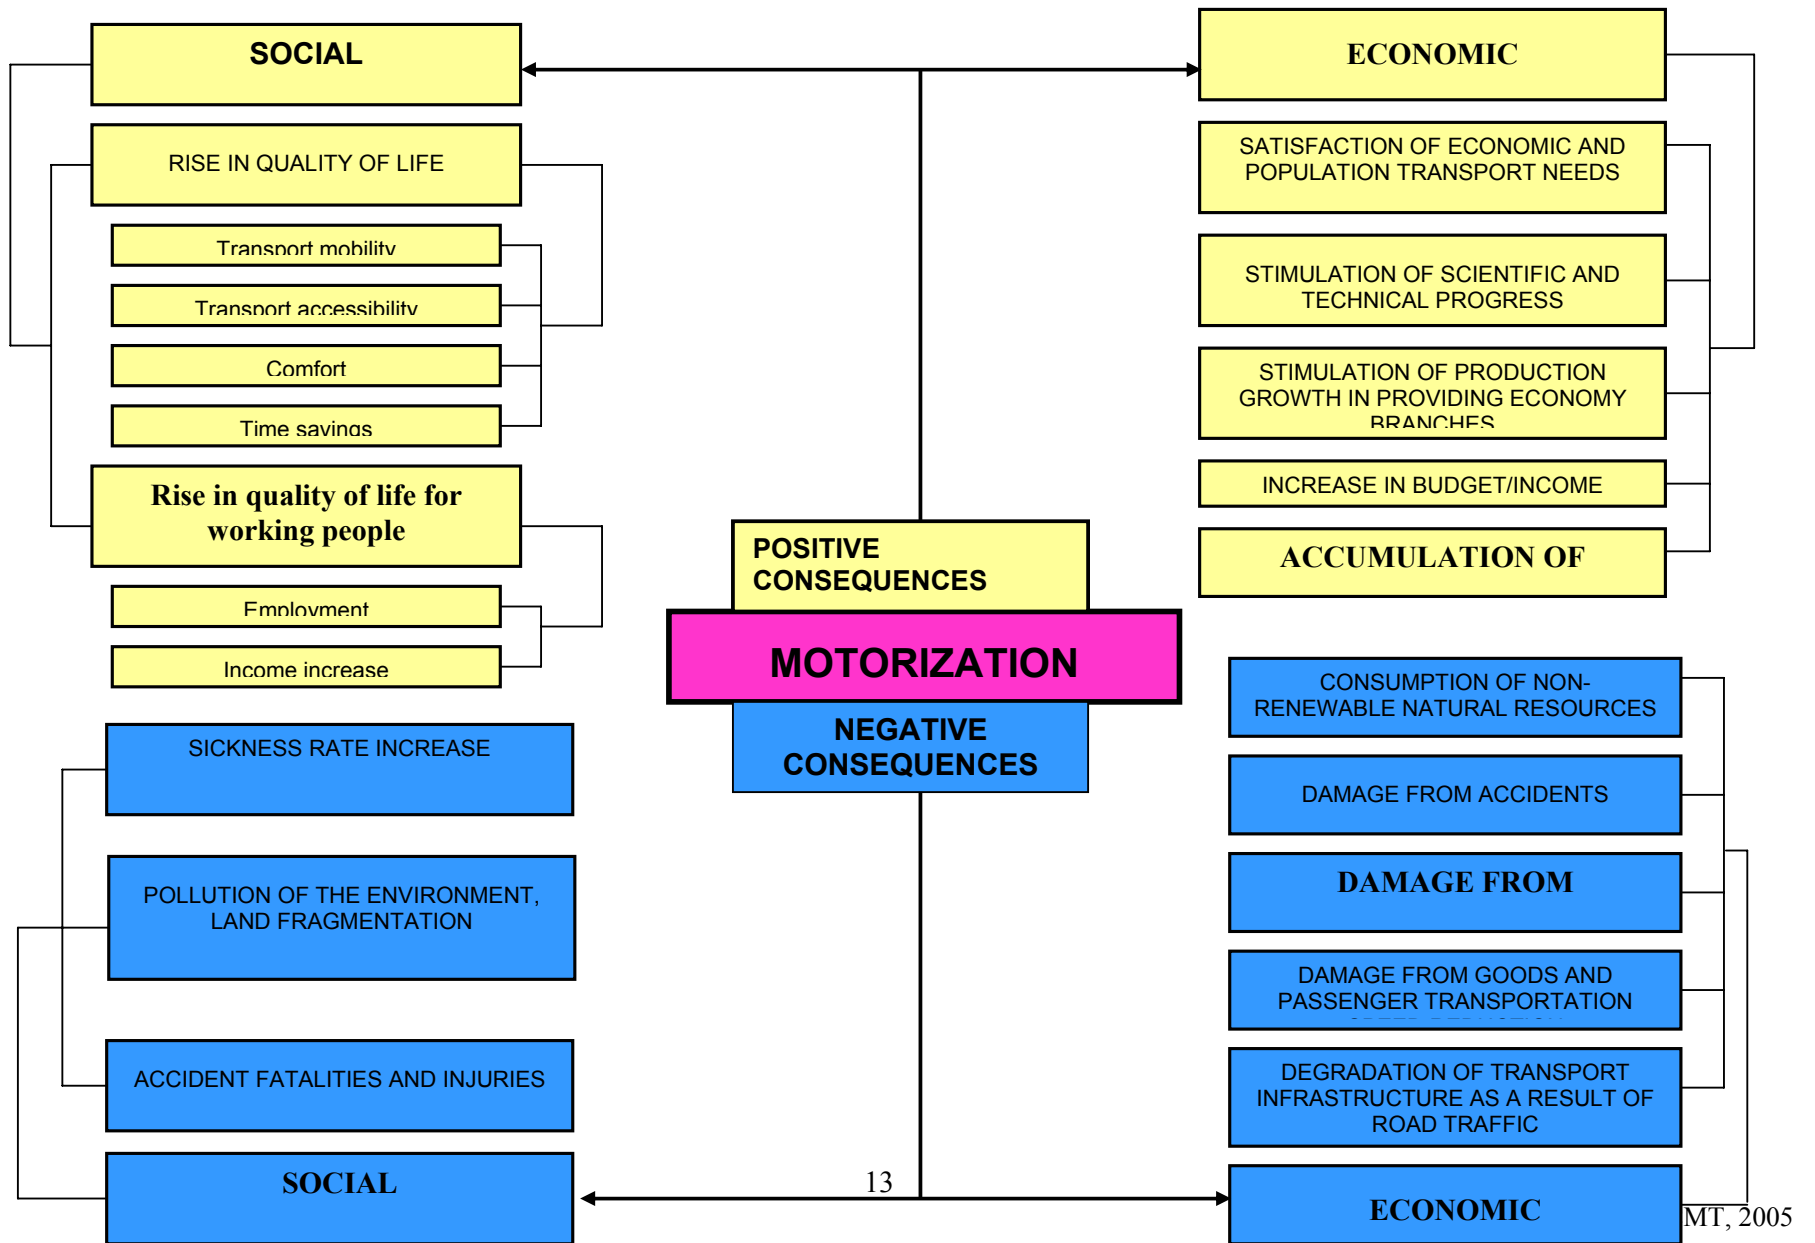 SOCIAL
RISE IN QUALITY OF LIFE
Transport mobility
Transport accessibility
Comfort
Time savings
Rise in quality of life for
working people
Employment
Income increase
ECONOMIC
SATISFACTION OF ECONOMIC AND
POPULATION TRANSPORT NEEDS
STIMULATION OF SCIENTIFIC AND
TECHNICAL PROGRESS
STIMULATION OF PRODUCTION
GROWTH IN PROVIDING ECONOMY
BRANCHES
INCREASE IN BUDGET/INCOME
ACCUMULATION OF
POSITIVE
CONSEQUENCES
MOTORIZATION
NEGATIVE
CONSEQUENCES
SICKNESS RATE INCREASE
POLLUTION OF THE ENVIRONMENT,
LAND FRAGMENTATION
ACCIDENT FATALITIES AND INJURIES
SOCIAL
CONSUMPTION OF NON-
RENEWABLE NATURAL RESOURCES
DAMAGE FROM ACCIDENTS
DAMAGE FROM
DAMAGE FROM GOODS AND
PASSENGER TRANSPORTATION
DEGRADATION OF TRANSPORT
INFRASTRUCTURE AS A RESULT OF
ROAD TRAFFIC
ECONOMIC
13
MT, 2005